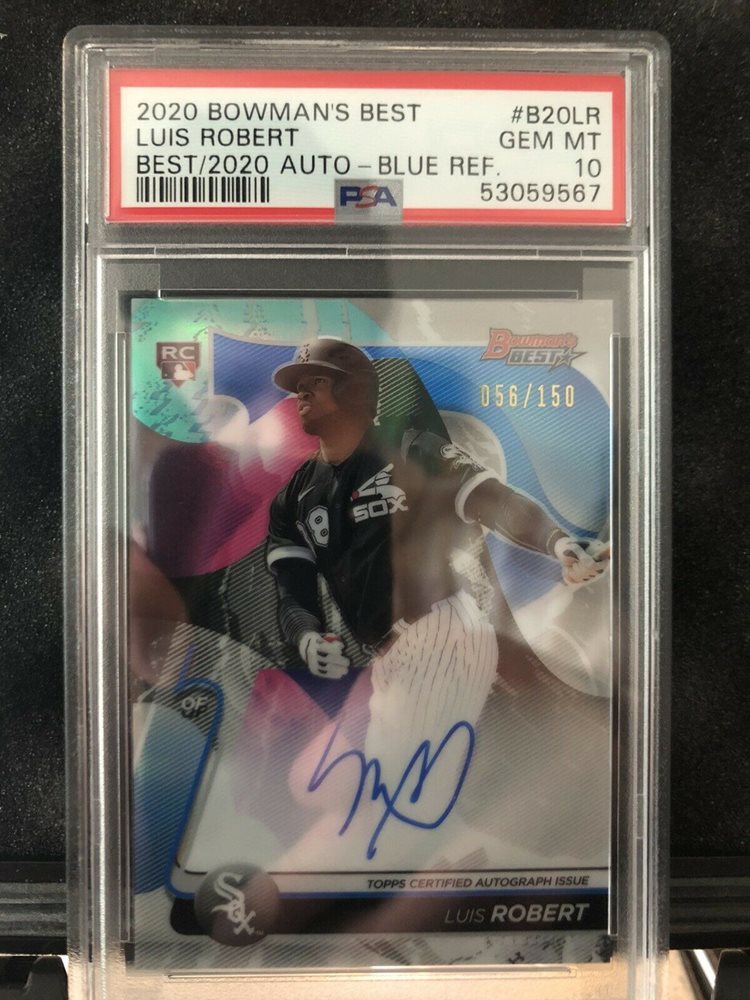 2020 BOWMAN'S BEST #B20LR
LUIS ROBERT GEM MT
BEST/2020 AUTO – BLUE REF. 10
PSA 53059567
RC
Bowman's
BEST
056/150
SOX
OF
TOPPS CERTIFIED AUTOGRAPH ISSUE
Sox
LUIS ROBERT